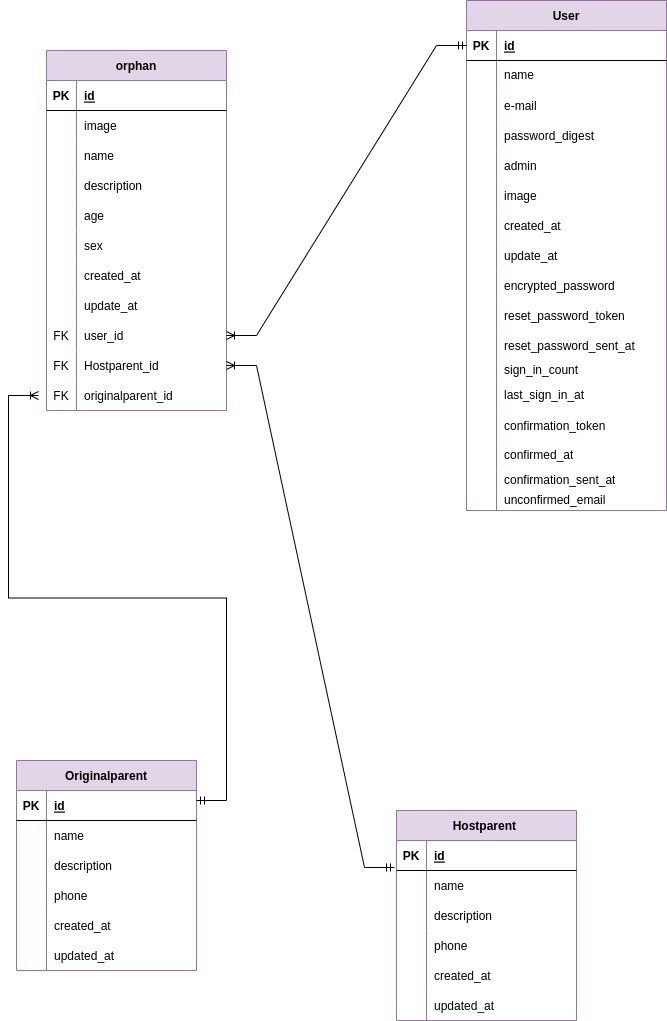 User
PK id
name
e-mail
password_digest
admin
image
created_at
update_at
encrypted_password
reset_password_token
reset_password_sent_at
sign_in_count
last_sign_in_at
confirmation_token
confirmed_at
confirmation_sent_at
unconfirmed_email
orphan
PK id
image
name
description
age
sex
created_at
update_at
FK user_id
FK Hostparent_id
FK originalparent_id
Originalparent
PK id
name
description
phone
created_at
updated_at
Hostparent
PK id
name
description
phone
created_at
updated_at